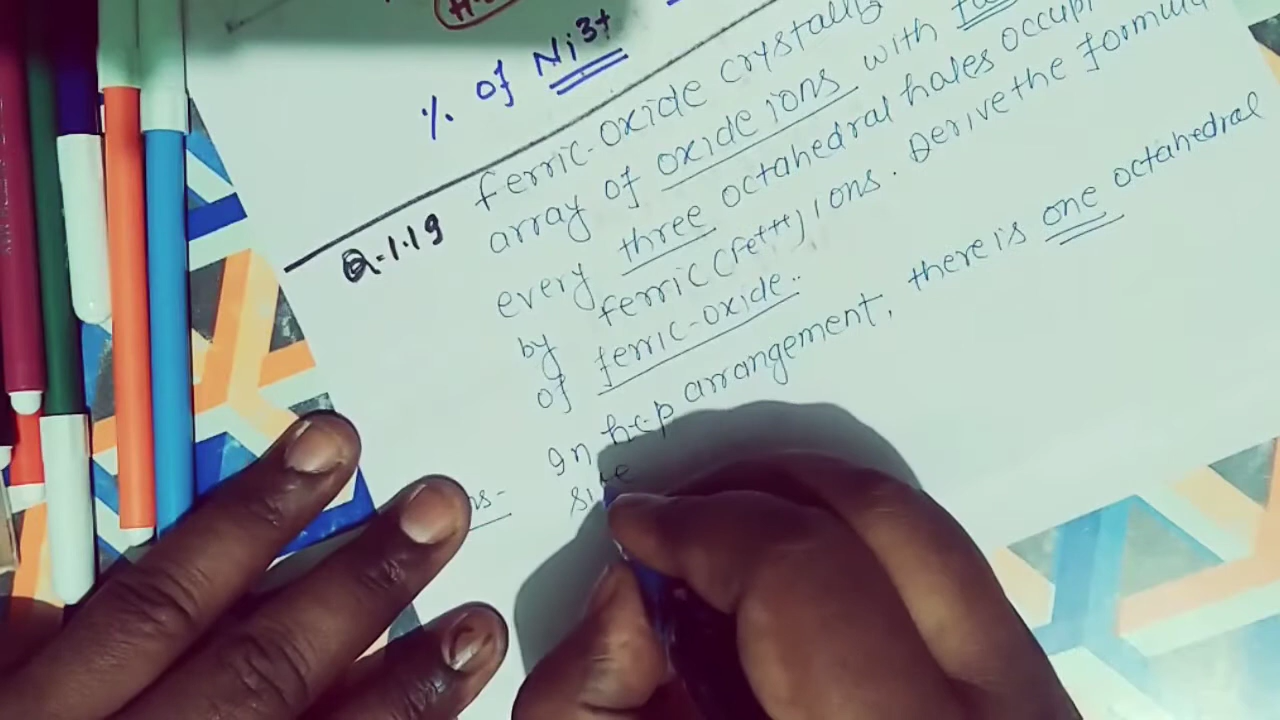 % of Ni3+
Q-1.19 ferric-oxide crystalli
array of oxide ions with
every three octahedral holes occupi
by ferric (Fe+++) ions. Derive the formula
of ferric-oxide..
In hcp arrangement, there is one octahedral
site